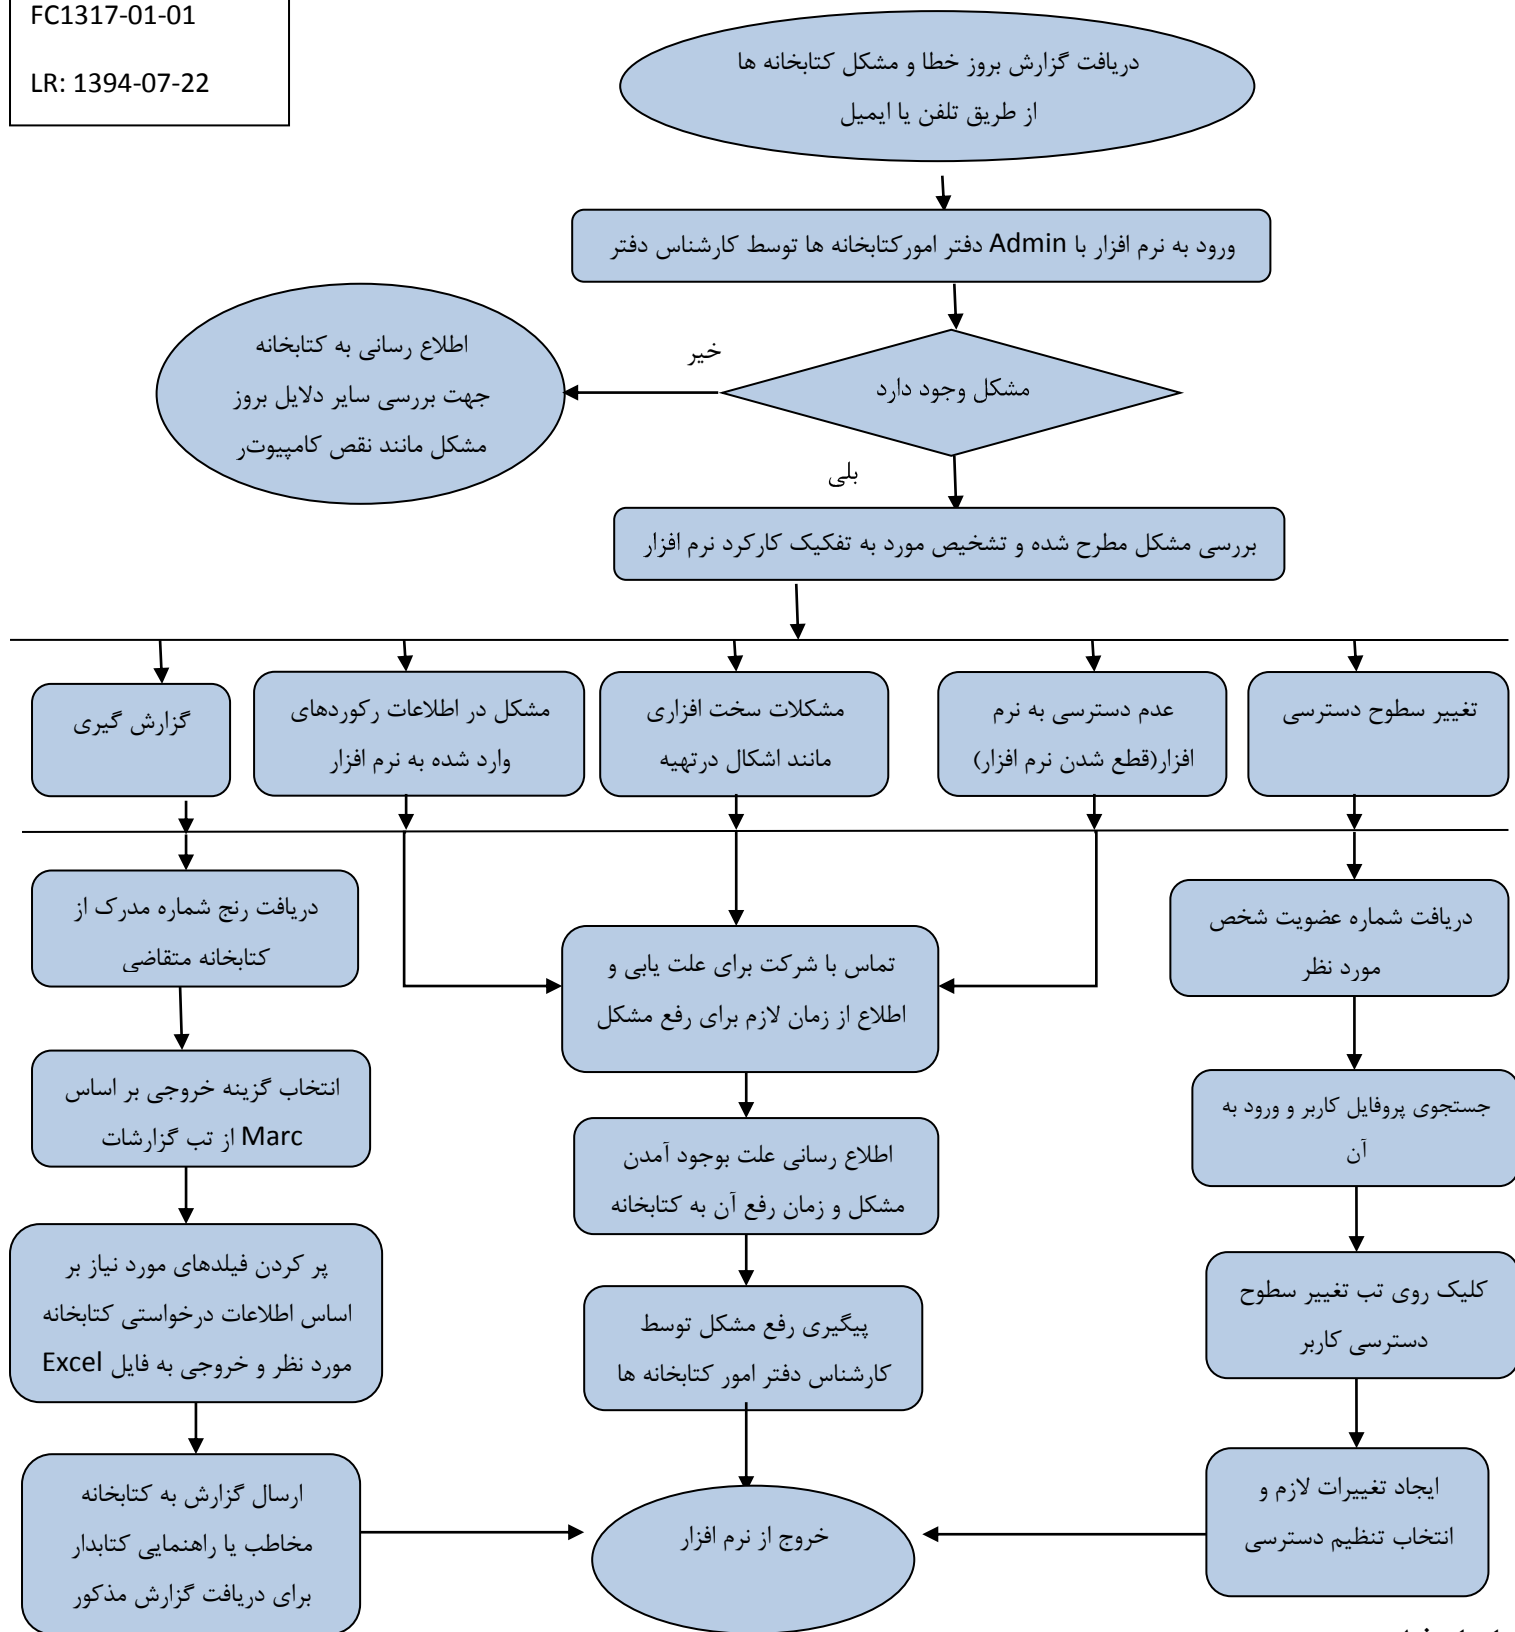 FC1317-01-01
LR: 1394-07-22
دریافت گزارش بروز خطا و مشکل کتابخانه ها
از طریق تلفن یا ایمیل
ورود به نرم افزار با Admin دفتر امورکتابخانه ها توسط کارشناس دفتر
مشکل وجود دارد
خیر
اطلاع رسانی به کتابخانه
جهت بررسی سایر دلایل بروز
مشکل مانند نقص کامپیوتر
بلی
بررسی مشکل مطرح شده و تشخیص مورد به تفکیک کارکرد نرم افزار
تغییر سطوح دسترسی
عدم دسترسی به نرم
افزار(قطع شدن نرم افزار)
مشکلات سخت افزاری
مانند اشکال درتهیه
مشکل در اطلاعات رکوردهای
وارد شده به نرم افزار
گزارش گیری
دریافت شماره عضویت شخص
مورد نظر
جستجوی پروفایل کاربر و ورود به
آن
کلیک روی تب تغییر سطوح
دسترسی کاربر
ایجاد تغییرات لازم و
انتخاب تنظیم دسترسی
تماس با شرکت برای علت یابی و
اطلاع از زمان لازم برای رفع مشکل
اطلاع رسانی علت بوجود آمدن
مشکل و زمان رفع آن به کتابخانه
پیگیری رفع مشکل توسط
کارشناس دفتر امور کتابخانه ها
دریافت رنج شماره مدرک از
کتابخانه متقاضی
انتخاب گزینه خروجی بر اساس
Marc از تب گزارشات
پر کردن فیلدهای مورد نیاز بر
اساس اطلاعات درخواستی کتابخانه
مورد نظر و خروجی به فایل Excel
ارسال گزارش به کتابخانه
مخاطب یا راهنمایی کتابدار
برای دریافت گزارش مذکور
خروج از نرم افزار